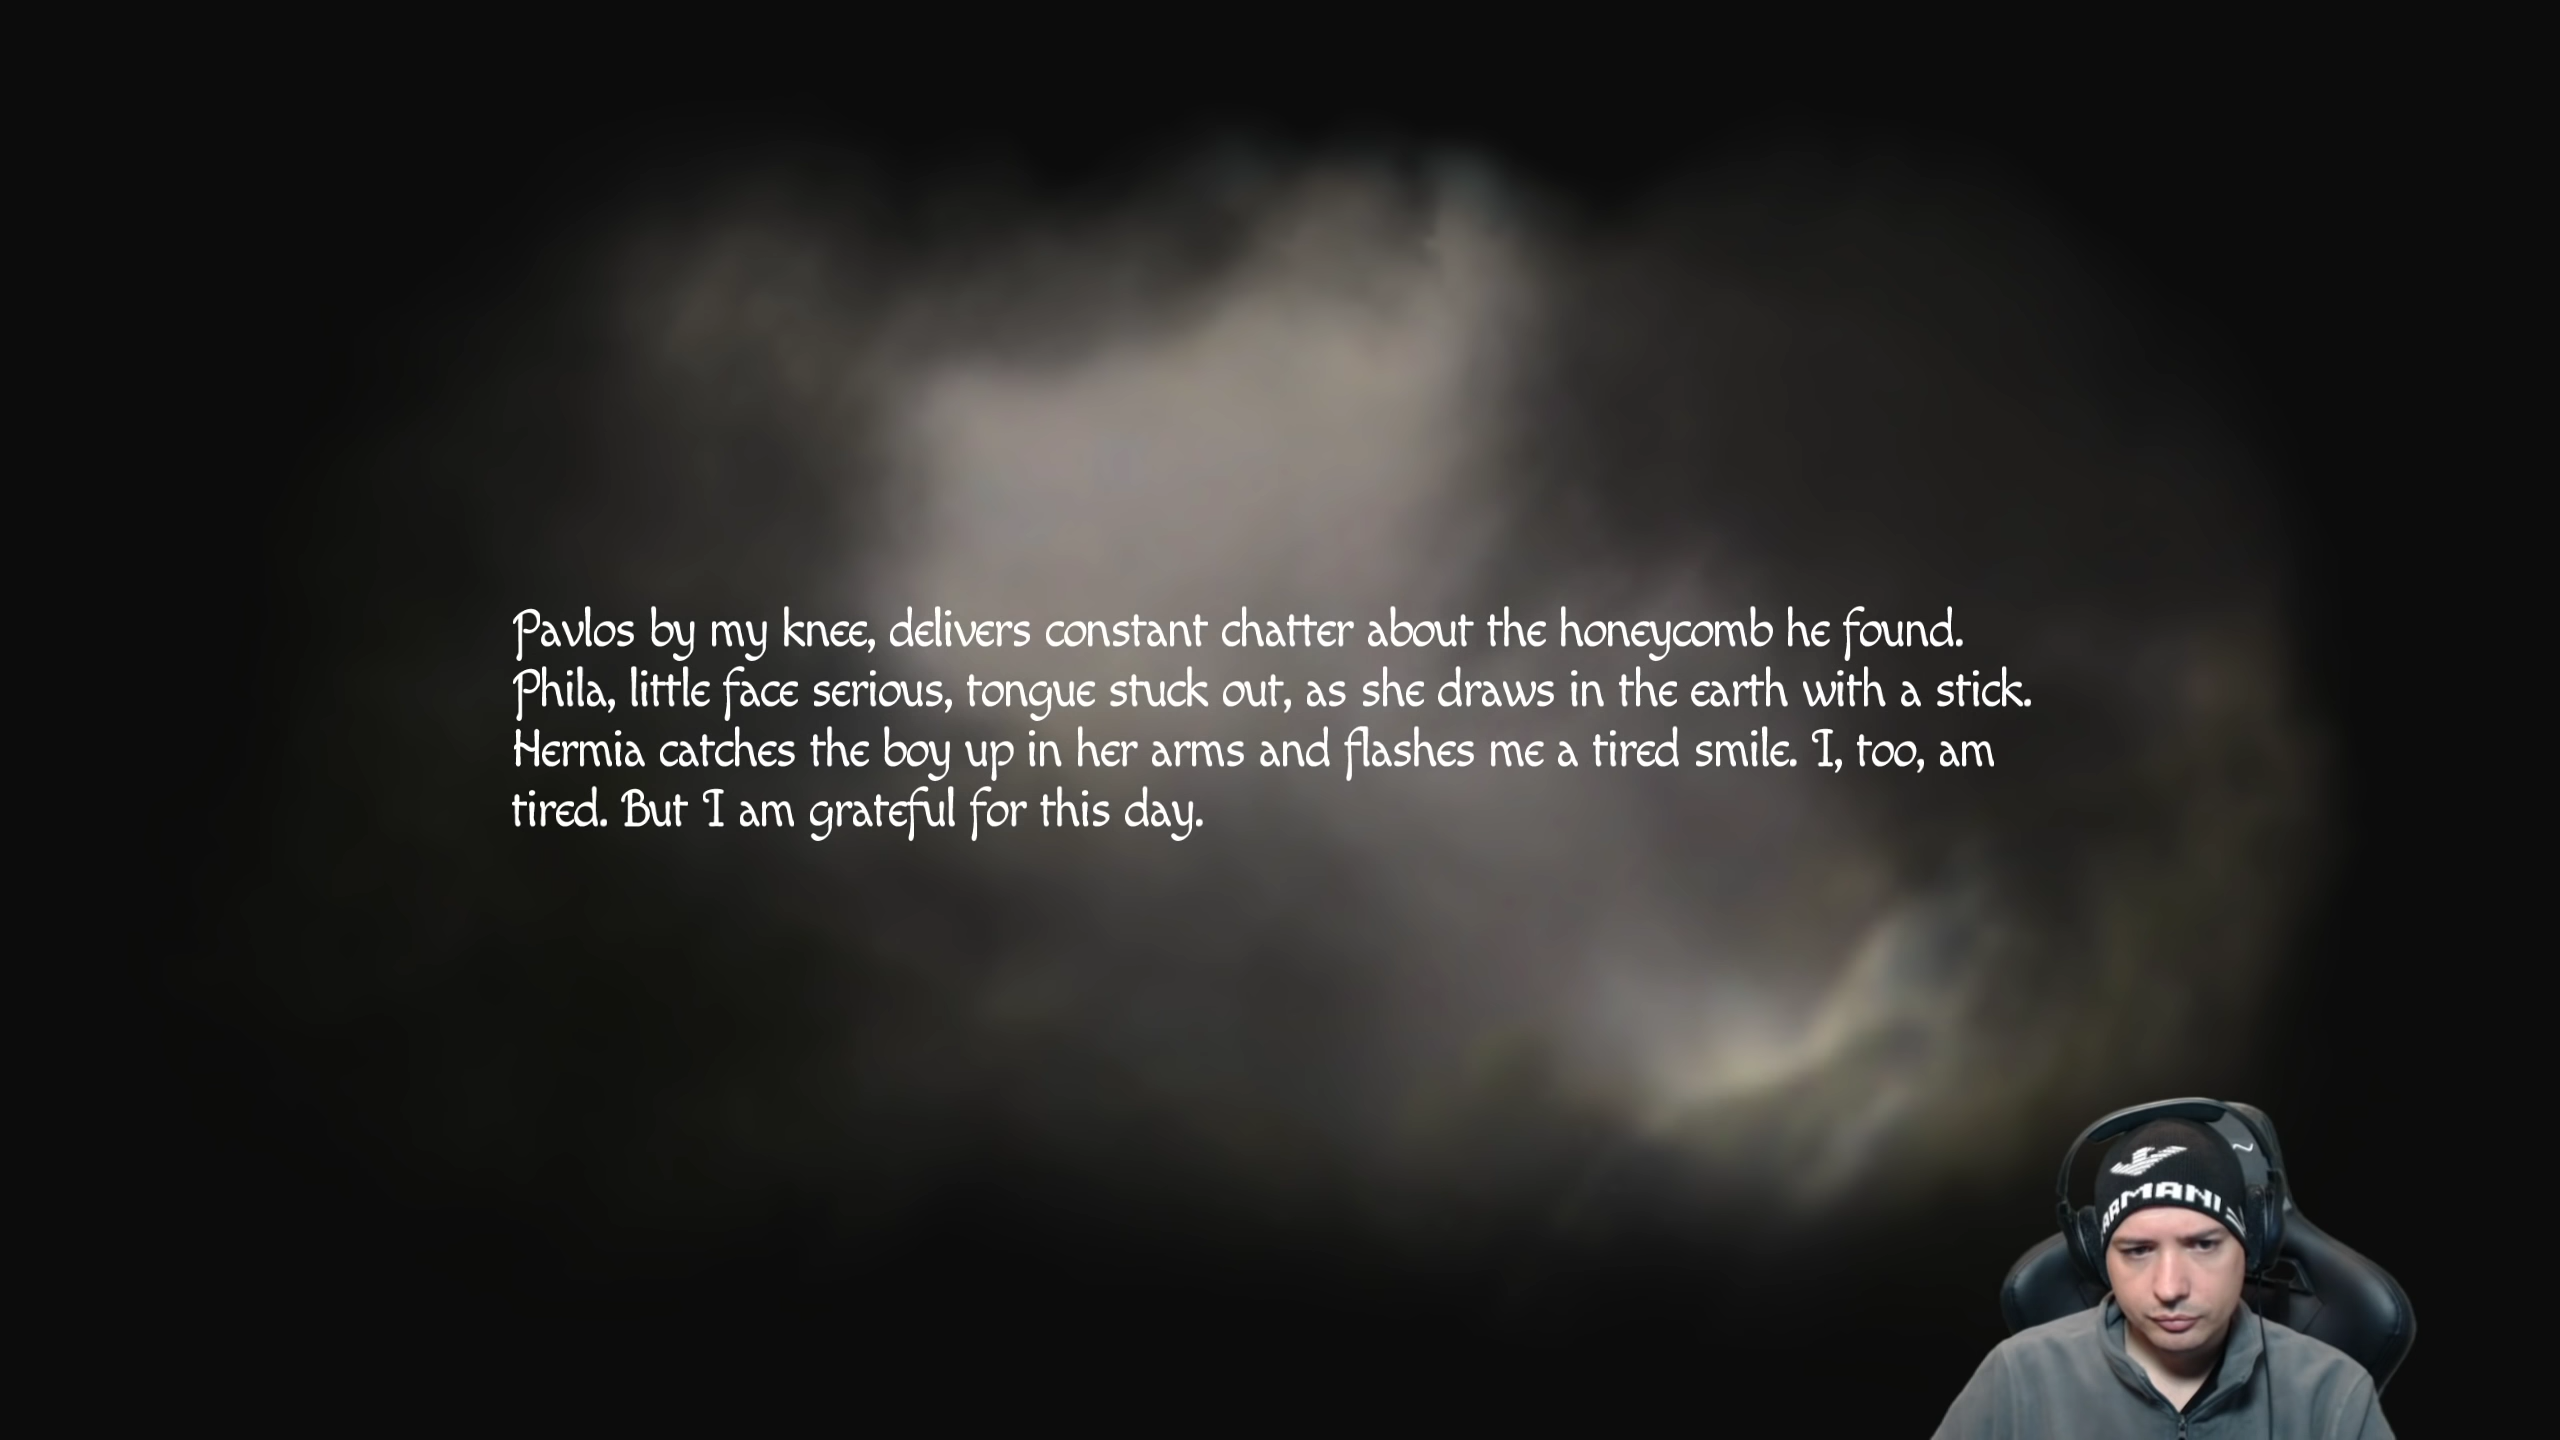 Pavlos by my knee, delivers constant chatter about the honeycomb he found.
Phila, little face serious, tongue stuck out, as she draws in the earth with a stick.
Hermia catches the boy up in her arms and flashes me a tired smile. I, too, am
tired. But I am grateful for this day.
ARMANI